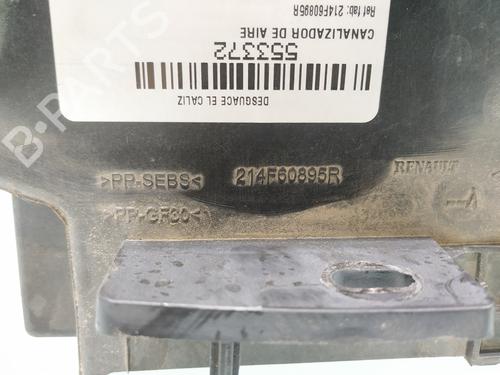 Ref fab: 214F60895R
CANALIZADOR DE AIRE
553372
DESGUACE EL CALIZ
>PP-SEBS<
214F60895R
RENAULT
>PP-GF30<
B-PARTS